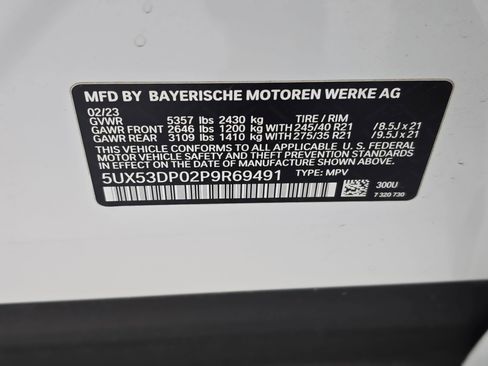 MFD BY BAYERISCHE MOTOREN WERKE AG
02/23
GVWR 5357 lbs 2430 kg TIRE / RIM
GAWR FRONT 2646 lbs 1200 kg WITH 245/40 R21 / 8.5J x 21
GAWR REAR 3109 lbs 1410 kg WITH 275/35 R21 / 9.5J x 21
THIS VEHICLE CONFORMS TO ALL APPLICABLE U. S. FEDERAL
MOTOR VEHICLE SAFETY AND THEFT PREVENTION STANDARDS
IN EFFECT ON THE DATE OF MANUFACTURE SHOWN ABOVE.
5UX53DP02P9R69491 TYPE: MPV
300U
7 320 730